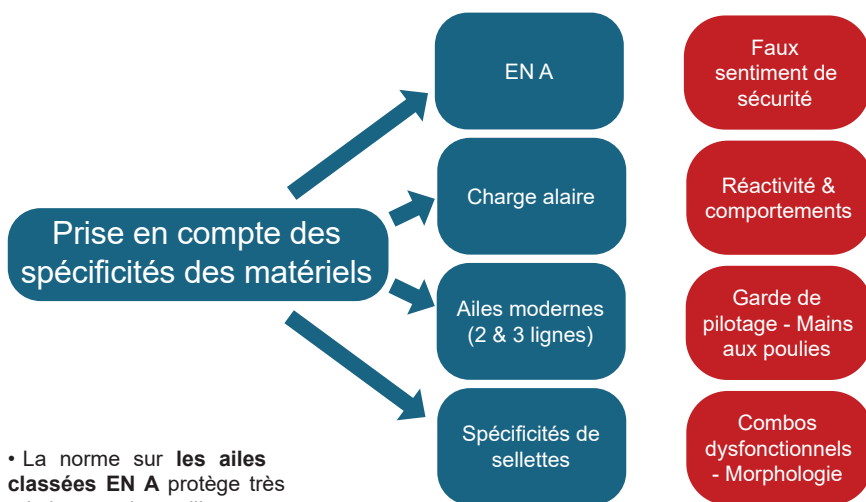 EN A
Faux
sentiment de
sécurité
Prise en compte des
spécificités des matériels
Charge alaire
Réactivité &
comportements
Ailes modernes
(2 & 3 lignes)
Garde de
pilotage - Mains
aux poulies
Spécificités de
sellettes
Combos
dysfonctionnels
- Morphologie
• La norme sur les ailes
classées EN A protège très